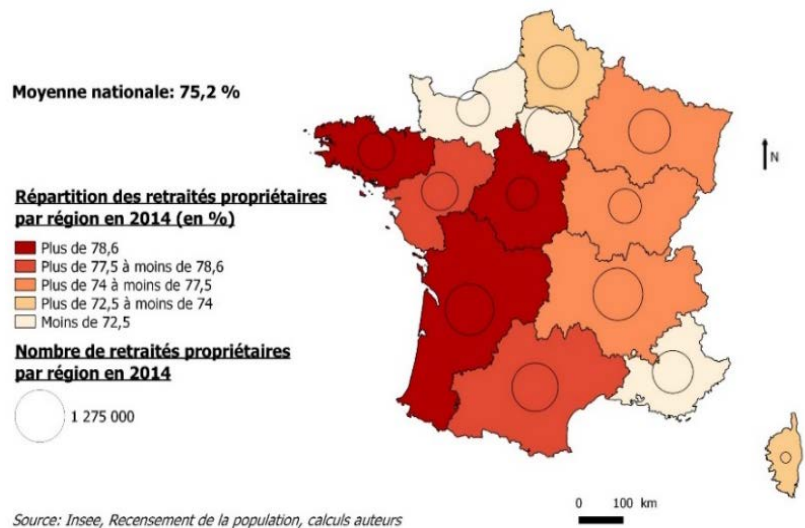 Moyenne nationale: 75,2 %
N
Répartition des retraités propriétaires
par région en 2014 (en %)
Plus de 78,6
Plus de 77,5 à moins de 78,6
Plus de 74 à moins de 77,5
Plus de 72,5 à moins de 74
Moins de 72,5
Nombre de retraités propriétaires
par région en 2014
1 275 000
Source: Insee, Recensement de la population, calculs auteurs
0 100 km